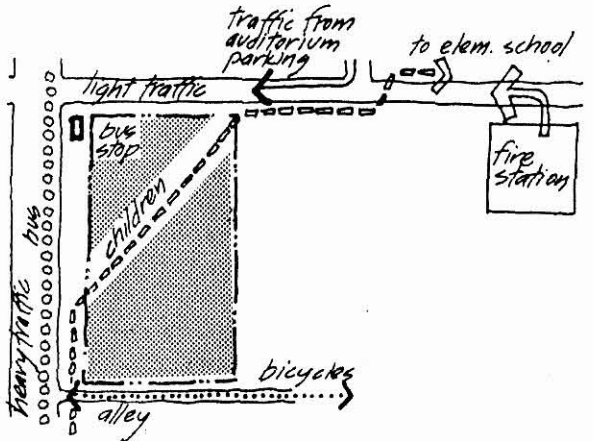 traffic from
auditorium
parking
to elem. school
light traffic
bus
stop
fire
station
children
bus
heavy traffic
bicycles
alley